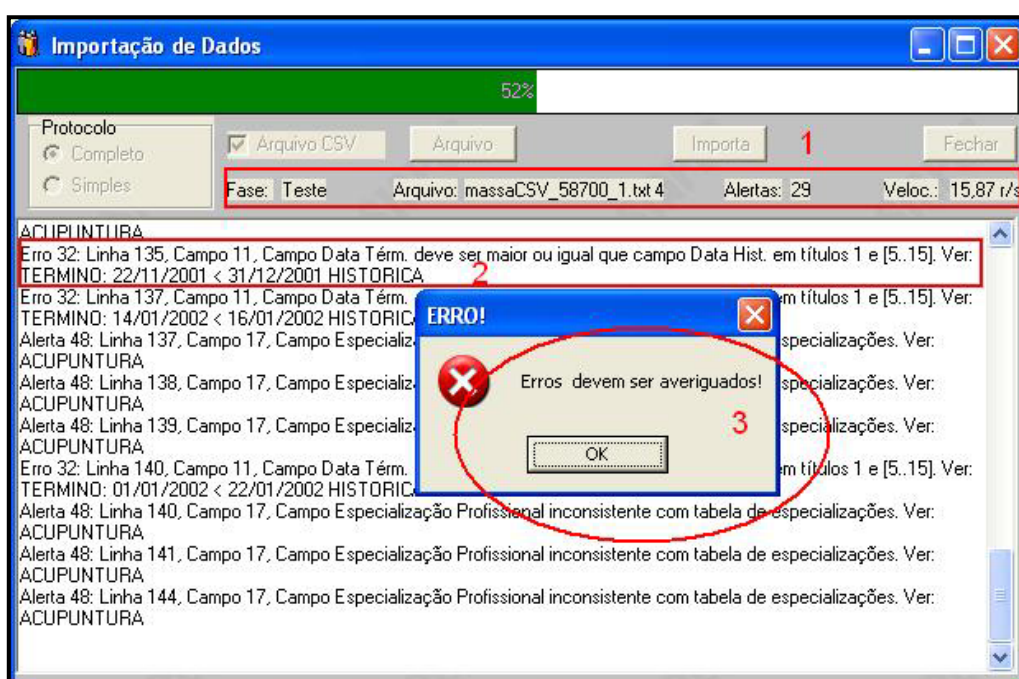 Importação de Dados
52%
Protocolo
Completo
Simples
Arquivo CSV
Arquivo
Importa
1
Fechar
Fase: Teste Arquivo: massaCSV_58700_1.txt 4 Alertas: 29 Veloc.: 15,87 r/s
ACUPUNTURA
Erro 32: Linha 135, Campo 11, Campo Data Térm. deve ser maior ou igual que campo Data Hist. em títulos 1 e [5..15]. Ver:
TERMINO: 22/11/2001 < 31/12/2001 HISTORICA
2
Erro 32: Linha 137, Campo 11, Campo Data Térm. em títulos 1 e [5..15]. Ver:
TERMINO: 14/01/2002 < 16/01/2002 HISTORICA
Alerta 48: Linha 137, Campo 17, Campo Especializ especializações. Ver:
ACUPUNTURA
Alerta 48: Linha 138, Campo 17, Campo Especializ especializações. Ver:
ACUPUNTURA
Alerta 48: Linha 139, Campo 17, Campo Especializ especializações. Ver:
ACUPUNTURA
Erro 32: Linha 140, Campo 11, Campo Data Térm. em títulos 1 e [5..15]. Ver:
TERMINO: 01/01/2002 < 22/01/2002 HISTORICA
Alerta 48: Linha 140, Campo 17, Campo Especialização Profissional inconsistente com tabela de especializações. Ver:
ACUPUNTURA
Alerta 48: Linha 141, Campo 17, Campo Especialização Profissional inconsistente com tabela de especializações. Ver:
ACUPUNTURA
Alerta 48: Linha 144, Campo 17, Campo Especialização Profissional inconsistente com tabela de especializações. Ver:
ACUPUNTURA
ERRO!
Erros devem ser averiguados!
3
OK